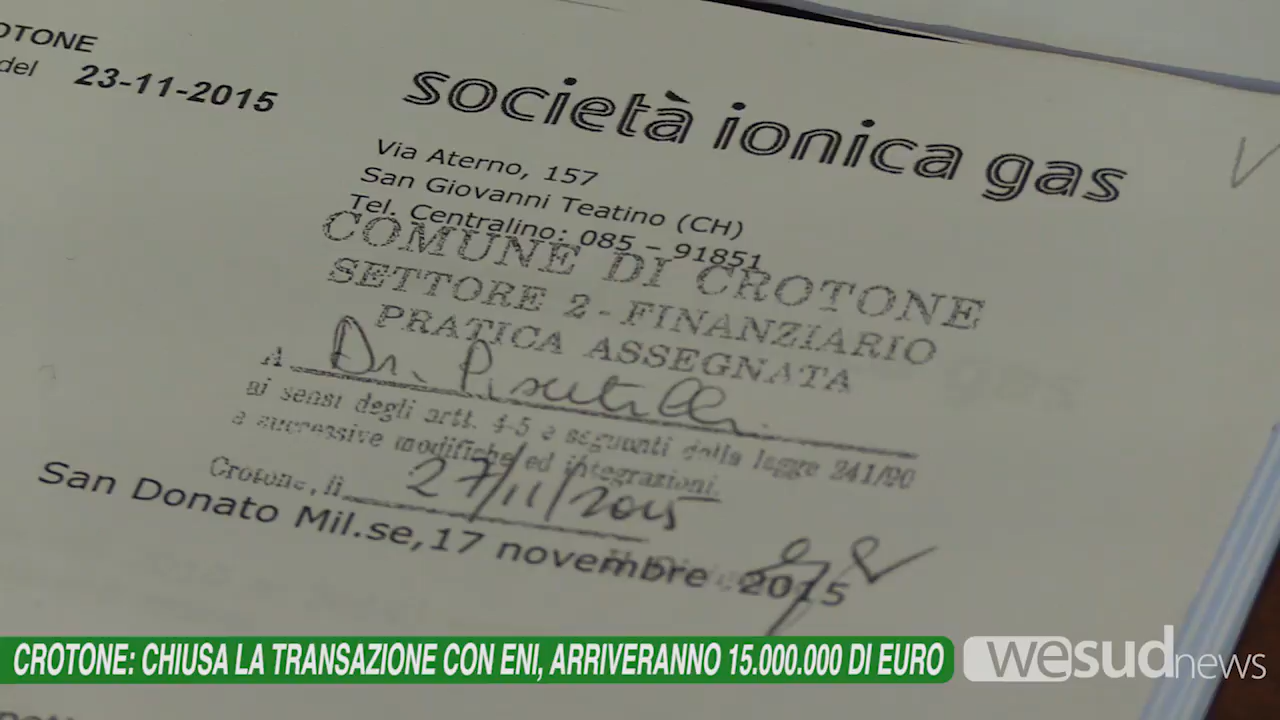 OTONE
del 23-11-2015
società ionica gas
Via Aterno, 157
San Giovanni Teatino (CH)
Tel. Centralino: 085 – 91851
COMUNE DI CROTONE
SETTORE 2 - FINANZIARIO
PRATICA ASSEGNATA
A Dr.
ai sensi degli artt. 4-5 e seguenti della legge 241/90
e successive modifiche ed integrazioni.
Crotone, lì 27/11/2015
San Donato Mil.se,17 novembre 2015
CROTONE: CHIUSA LA TRANSAZIONE CON ENI, ARRIVERANNO 15.000.000 DI EURO
wesudnews